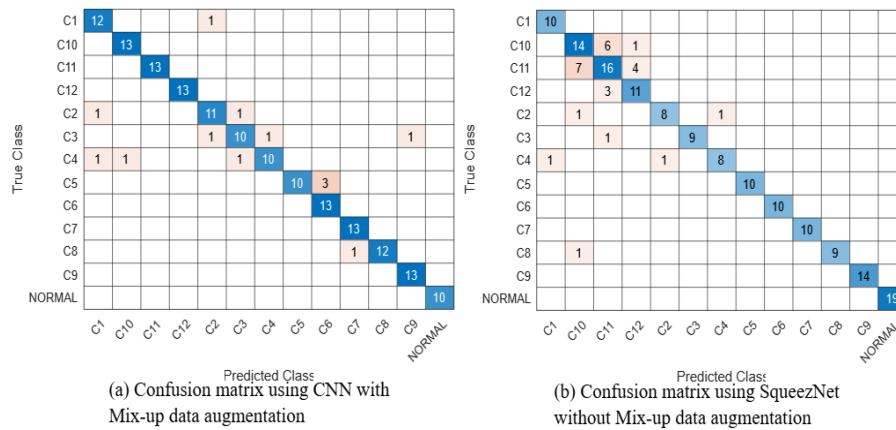 C1 12 1
C10 13
C11 13
C12 13
C2 1 11 1
C3 1 10 1 1
C4 1 1 1 10
C5 10 3
C6 13
C7 13
C8 1 12
C9 13
NORMAL 10
True Class
C1 C10 C11 C12 C2 C3 C4 C5 C6 C7 C8 C9 NORMAL
Predicted Class
(a) Confusion matrix using CNN with
Mix-up data augmentation
C1 10
C10 14 6 1
C11 7 16 4
C12 3 11
C2 1 8 1
C3 1 9
C4 1 1 8
C5 10
C6 10
C7 10
C8 1 9
C9 14
NORMAL 19
True Class
C1 C10 C11 C12 C2 C3 C4 C5 C6 C7 C8 C9 NORMAL
Predicted Class
(b) Confusion matrix using SqueezNet
without Mix-up data augmentation